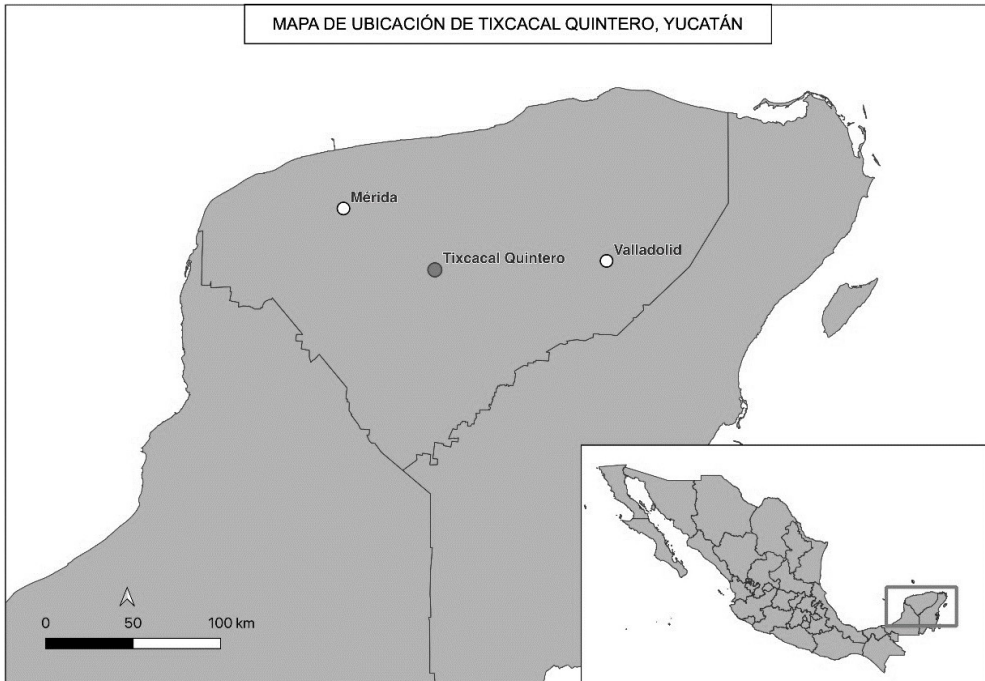 MAPA DE UBICACIÓN DE TIXCACAL QUINTERO, YUCATÁN
Mérida
Tixcacal Quintero
Valladolid
0 50 100 km